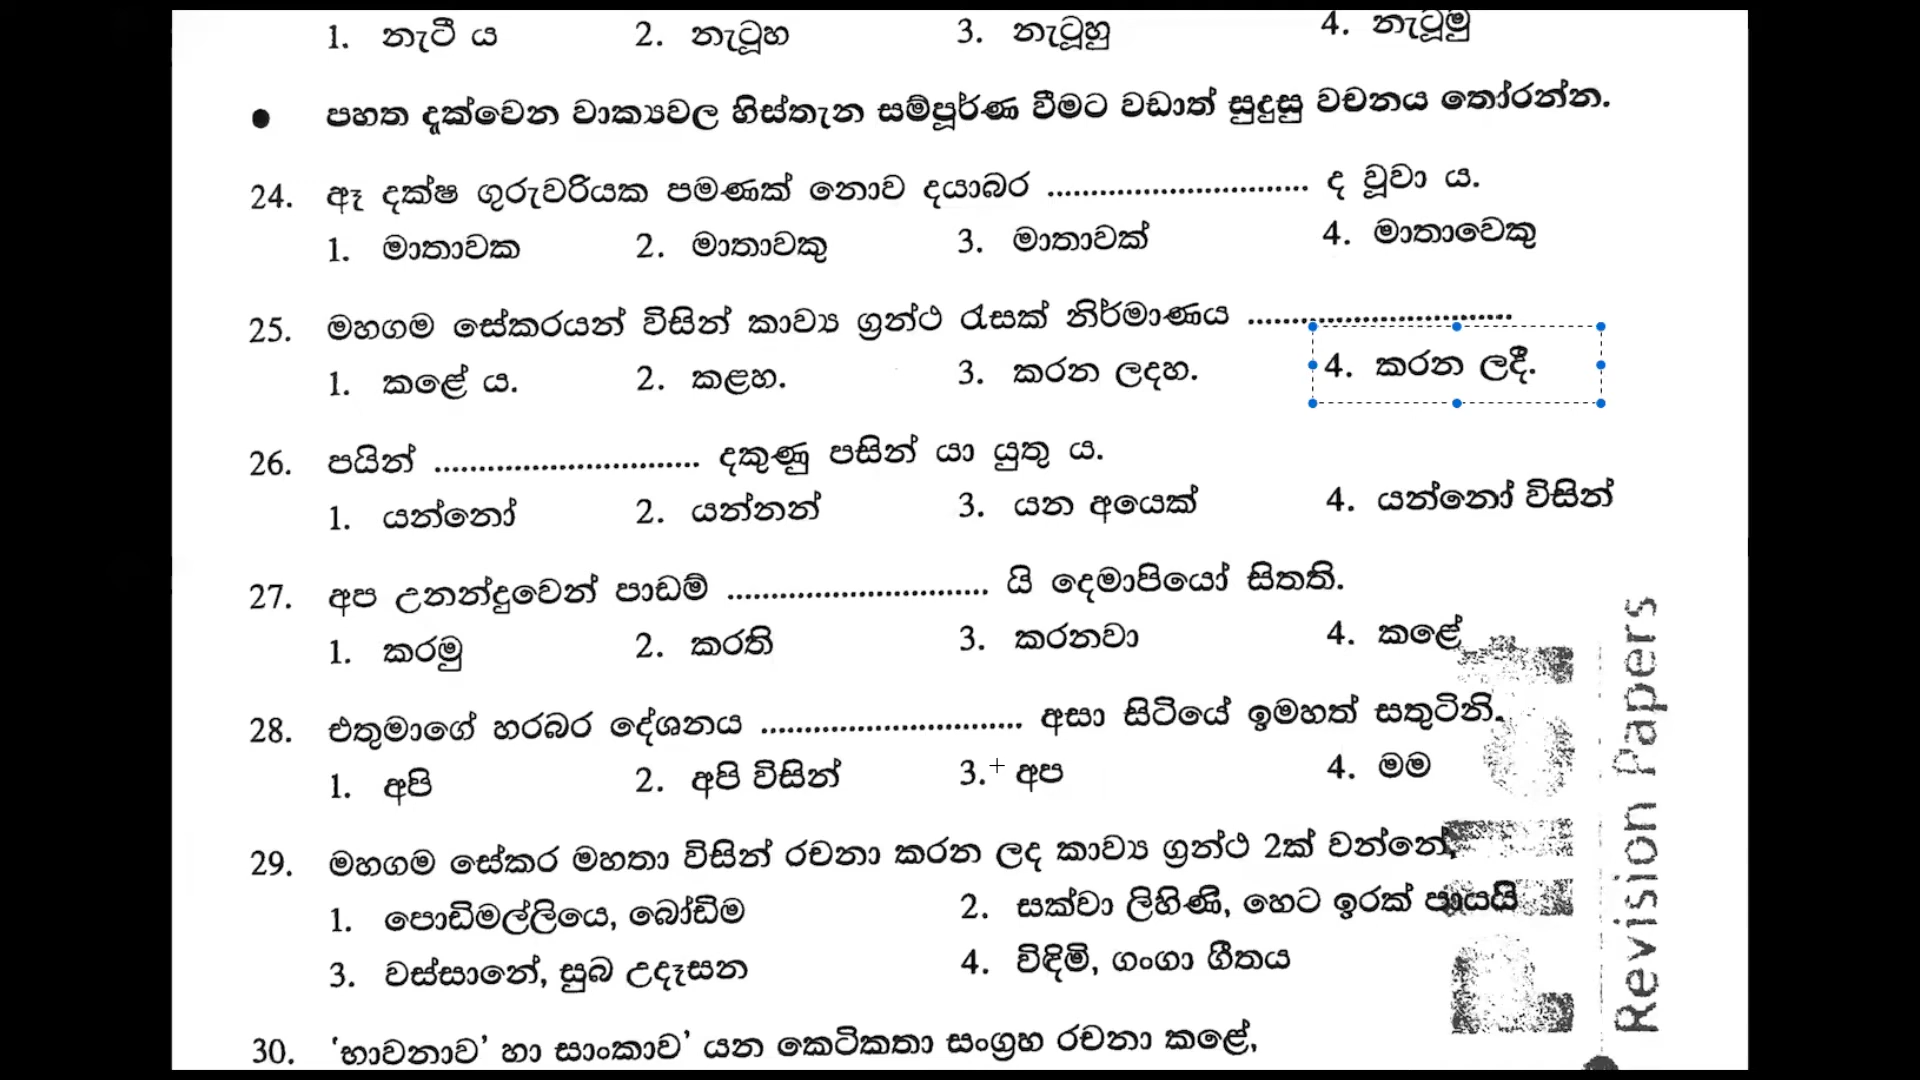 1. නැටී ය 2. නැටූහ 3. නැටූහු 4. නැටූමු
● පහත දැක්වෙන වාක්‍යවල හිස්තැන සම්පූර්ණ වීමට වඩාත් සුදුසු වචනය තෝරන්න.
24. ඈ දක්ෂ ගුරුවරියක පමණක් නොව දයාබර .............................. ද වූවා ය.
1. මාතාවක 2. මාතාවකු 3. මාතාවක් 4. මාතාවෙකු
25. මහගම සේකරයන් විසින් කාව්‍ය ග්‍රන්ථ රැසක් නිර්මාණය ..............................
1. කළේ ය. 2. කළහ. 3. කරන ලදහ. 4. කරන ලදී.
26. පයින් .............................. දකුණු පසින් යා යුතු ය.
1. යන්නෝ 2. යන්නන් 3. යන අයෙක් 4. යන්නෝ විසින්
27. අප උනන්දුවෙන් පාඩම් .............................. යි දෙමාපියෝ සිතති.
1. කරමු 2. කරති 3. කරනවා 4. කළේ
28. එතුමාගේ හරබර දේශනය .............................. අසා සිටියේ ඉමහත් සතුටිනි.
1. අපි 2. අපි විසින් 3. අප 4. මම
29. මහගම සේකර මහතා විසින් රචනා කරන ලද කාව්‍ය ග්‍රන්ථ 2ක් වන්නේ,
1. පොඩිමල්ලියෙ, බෝඩිම 2. සක්වා ලිහිණි, හෙට ඉරක් පායයි
3. වස්සානේ, සුබ උදෑසන 4. විඳිමි, ගංගා ගීතය
30. ‘භාවනාව’ හා සාංකාව’ යන කෙටිකතා සංග්‍රහ රචනා කළේ,
Revision Papers